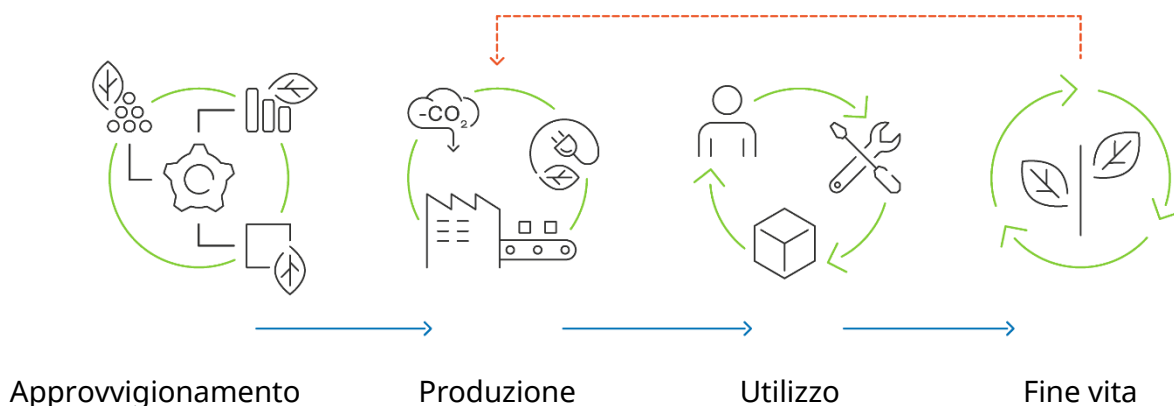 -CO₂
Approvvigionamento
Produzione
Utilizzo
Fine vita